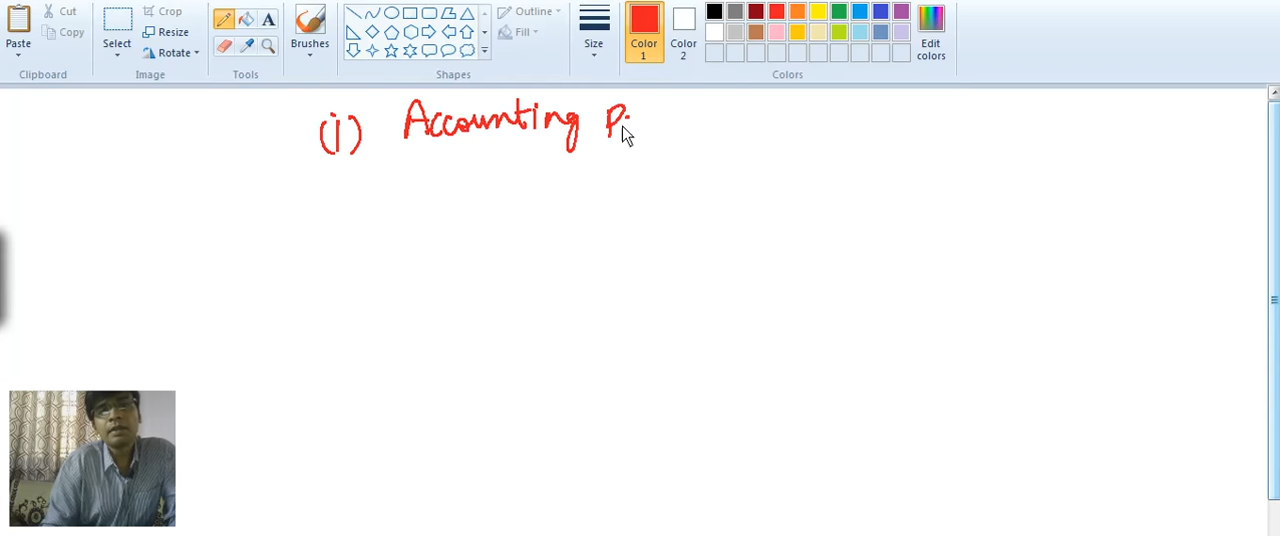 Cut
Copy
Paste
Clipboard
Crop
Resize
Rotate
Select
Image
A
Tools
Brushes
Outline
Fill
Shapes
Size
Color 1
Color 2
Edit colors
Colors
(i) Accounting P